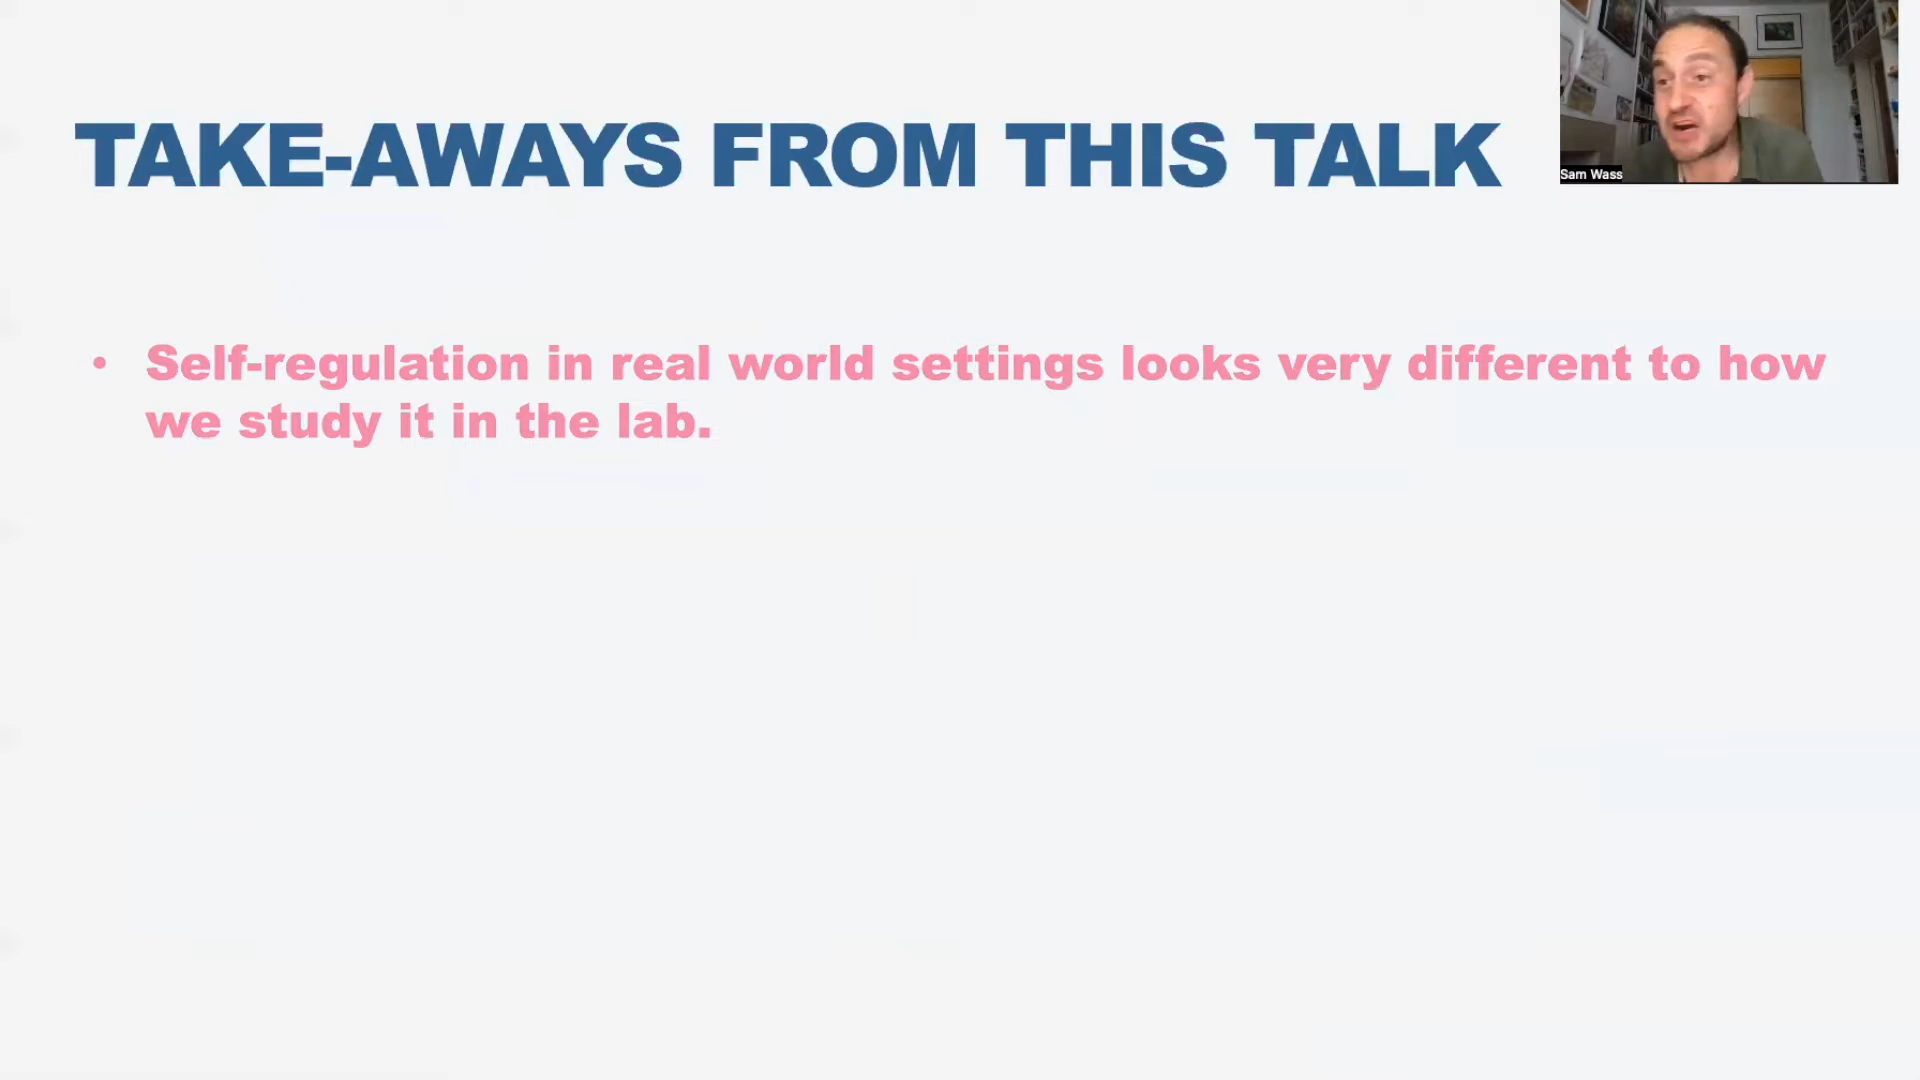 TAKE-AWAYS FROM THIS TALK
Sam Wass
• Self-regulation in real world settings looks very different to how
we study it in the lab.